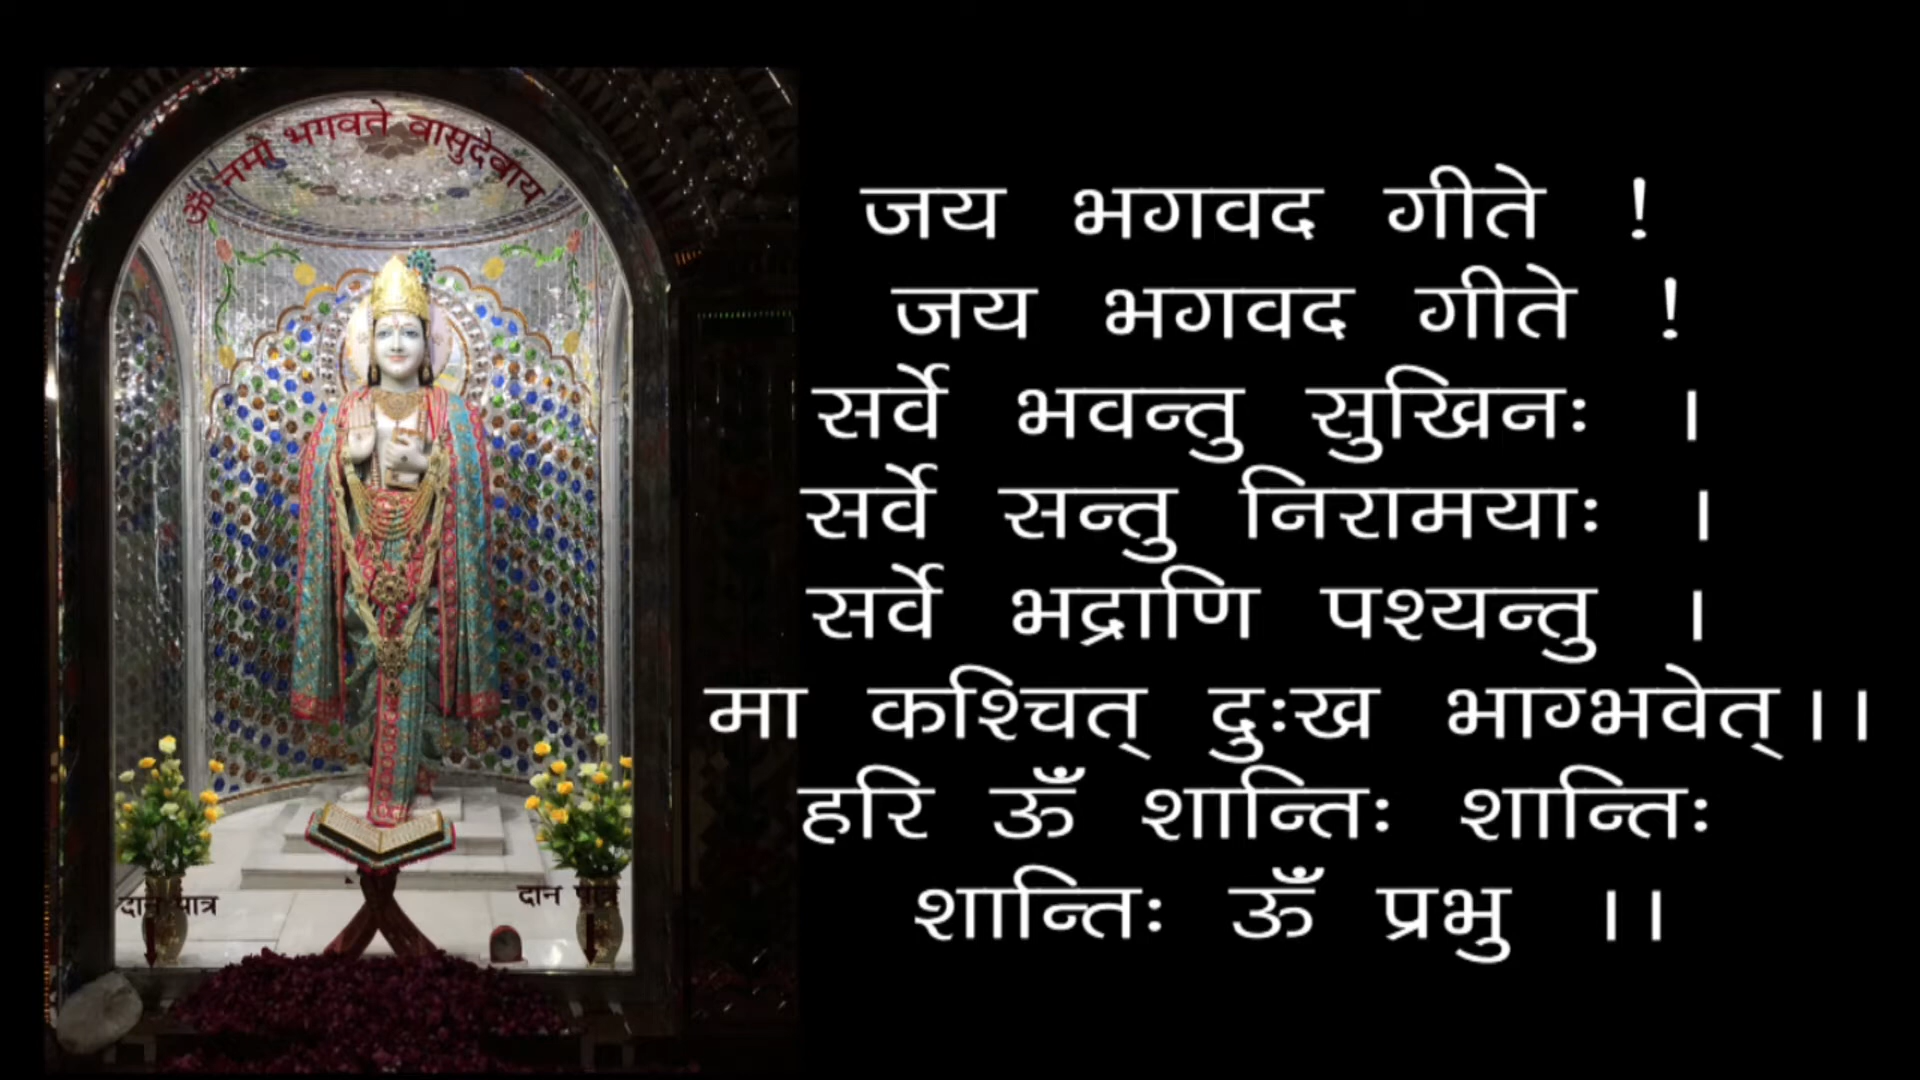 ॐ नमो भगवते वासुदेवाय
जय भगवद गीते !
जय भगवद गीते !
सर्वे भवन्तु सुखिनः ।
सर्वे सन्तु निरामयाः ।
सर्वे भद्राणि पश्यन्तु ।
मा कश्चित् दुःख भाग्भवेत् ।।
हरि ऊँ शान्तिः शान्तिः
शान्तिः ऊँ प्रभु ।।
दान पात्र
दान पात्र